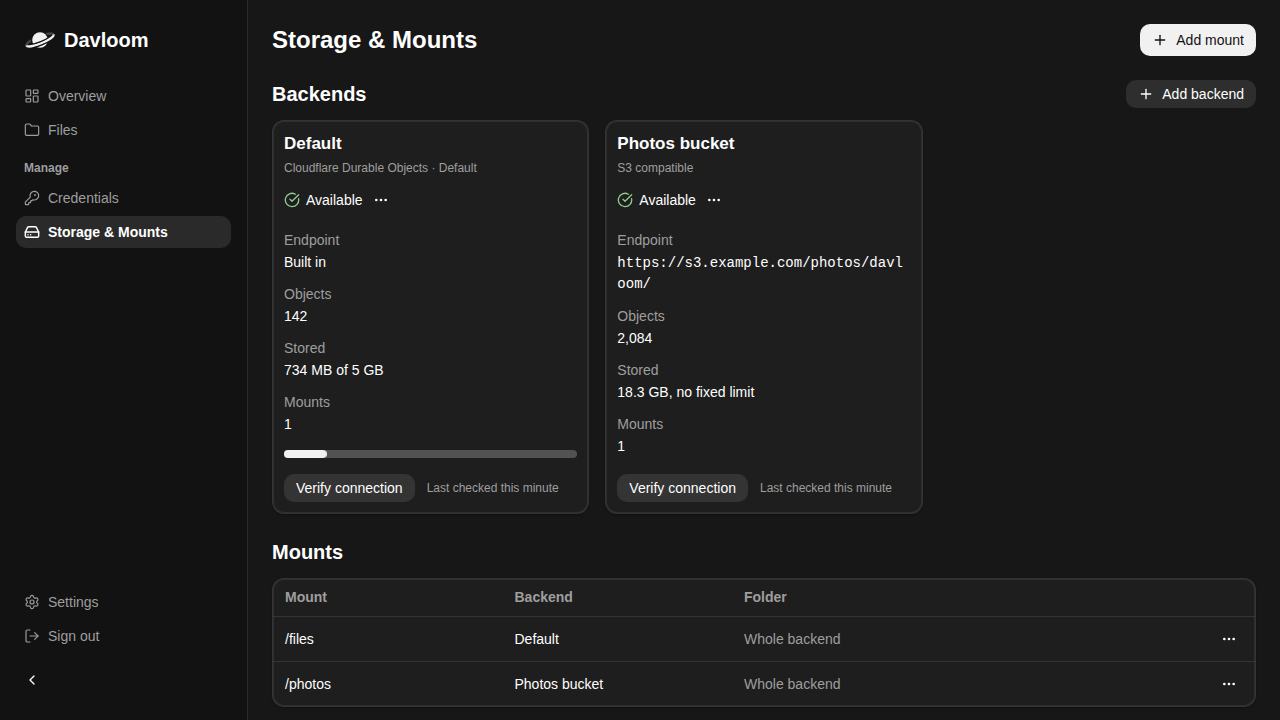 Davloom
Overview
Files
Manage
Credentials
Storage & Mounts
Settings
Sign out
Storage & Mounts
Add mount
Backends
Add backend
Default
Cloudflare Durable Objects · Default
Available
Endpoint
Built in
Objects
142
Stored
734 MB of 5 GB
Mounts
1
Verify connection
Last checked this minute
Photos bucket
S3 compatible
Available
Endpoint
https://s3.example.com/photos/davl
oom/
Objects
2,084
Stored
18.3 GB, no fixed limit
Mounts
1
Verify connection
Last checked this minute
Mounts
Mount Backend Folder
/files Default Whole backend
/photos Photos bucket Whole backend